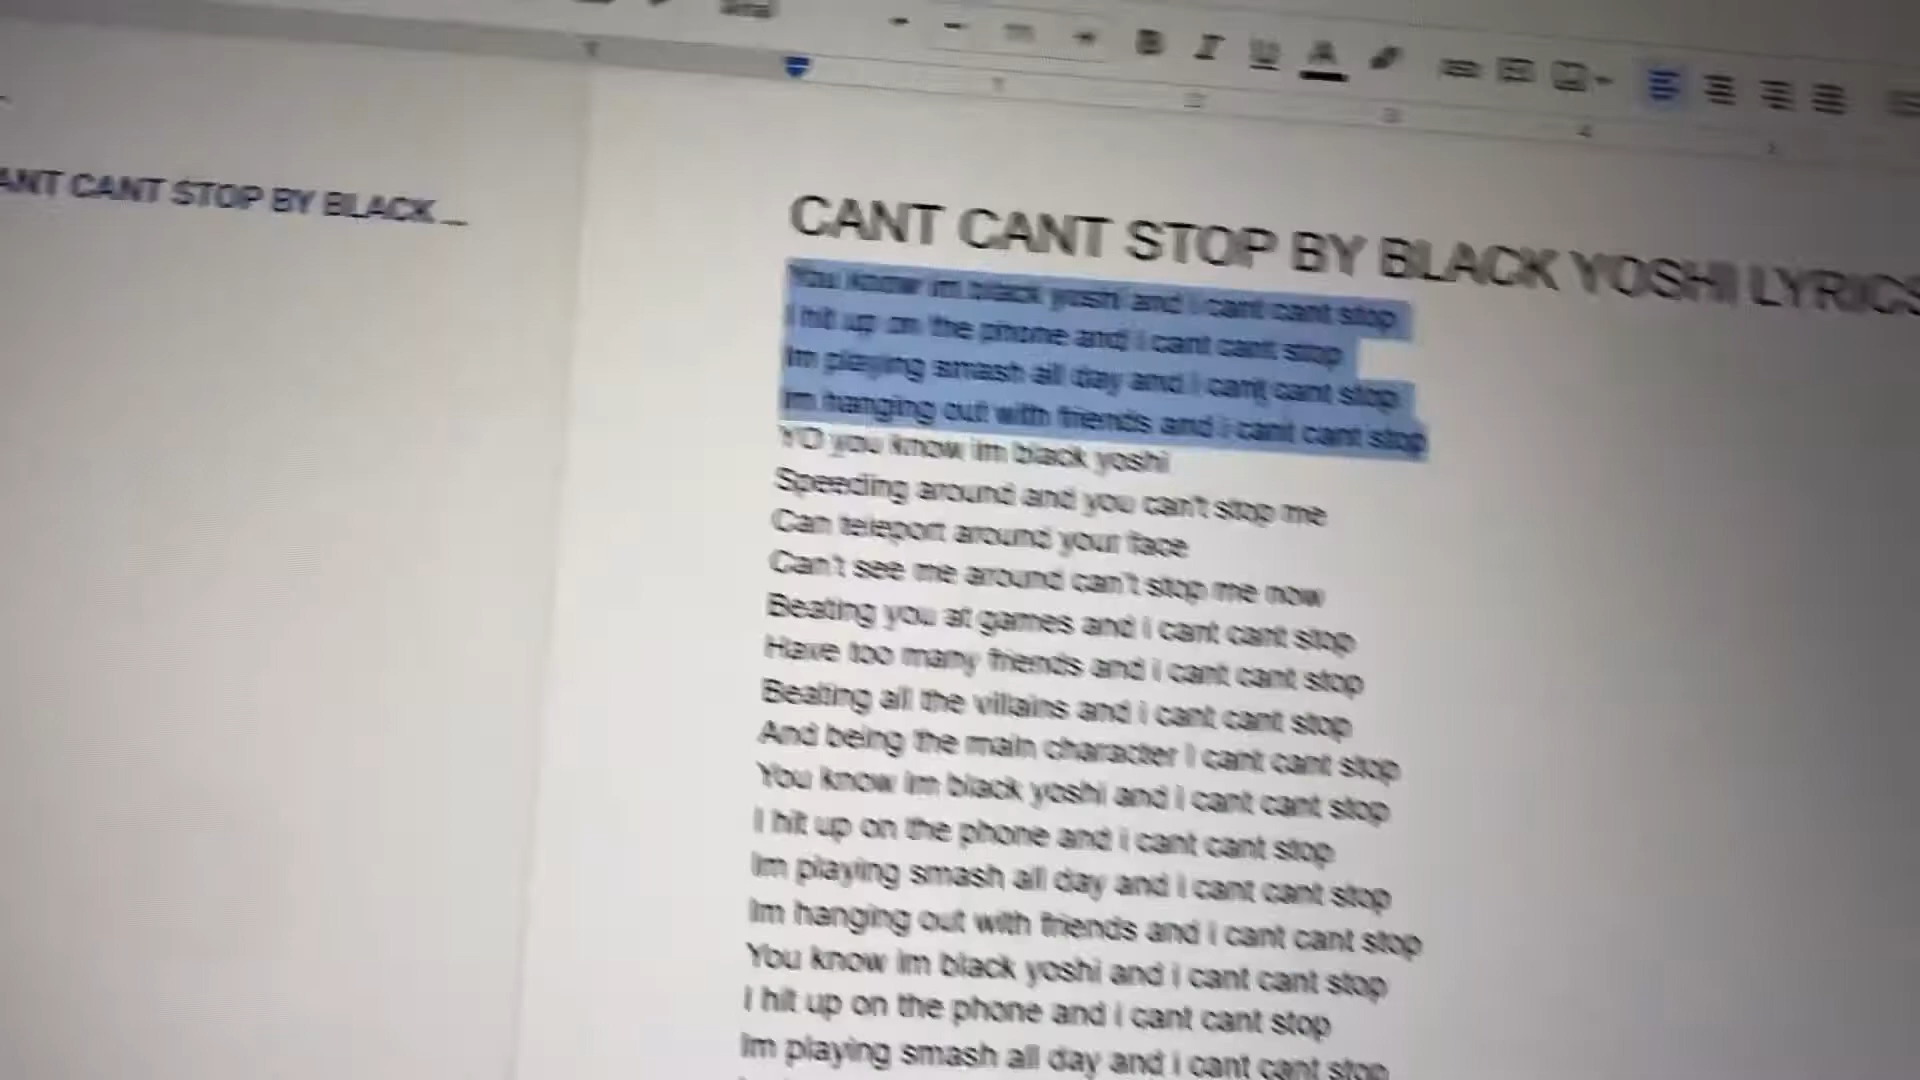 ANT CANT STOP BY BLACK ...
CANT CANT STOP BY BLACK YOSHI LYRICS
You know im black yoshi and i cant cant stop
I hit up on the phone and i cant cant stop
Im playing smash all day and i cant cant stop
Im hanging out with friends and i cant cant stop
YO you know im black yoshi
Speeding around and you can't stop me
Can teleport around your face
Can't see me around can't stop me now
Beating you at games and i cant cant stop
Have too many friends and i cant cant stop
Beating all the villains and i cant cant stop
And being the main character I cant cant stop
You know im black yoshi and i cant cant stop
I hit up on the phone and i cant cant stop
Im playing smash all day and i cant cant stop
Im hanging out with friends and i cant cant stop
You know im black yoshi and i cant cant stop
I hit up on the phone and i cant cant stop
Im playing smash all day and i cant cant stop